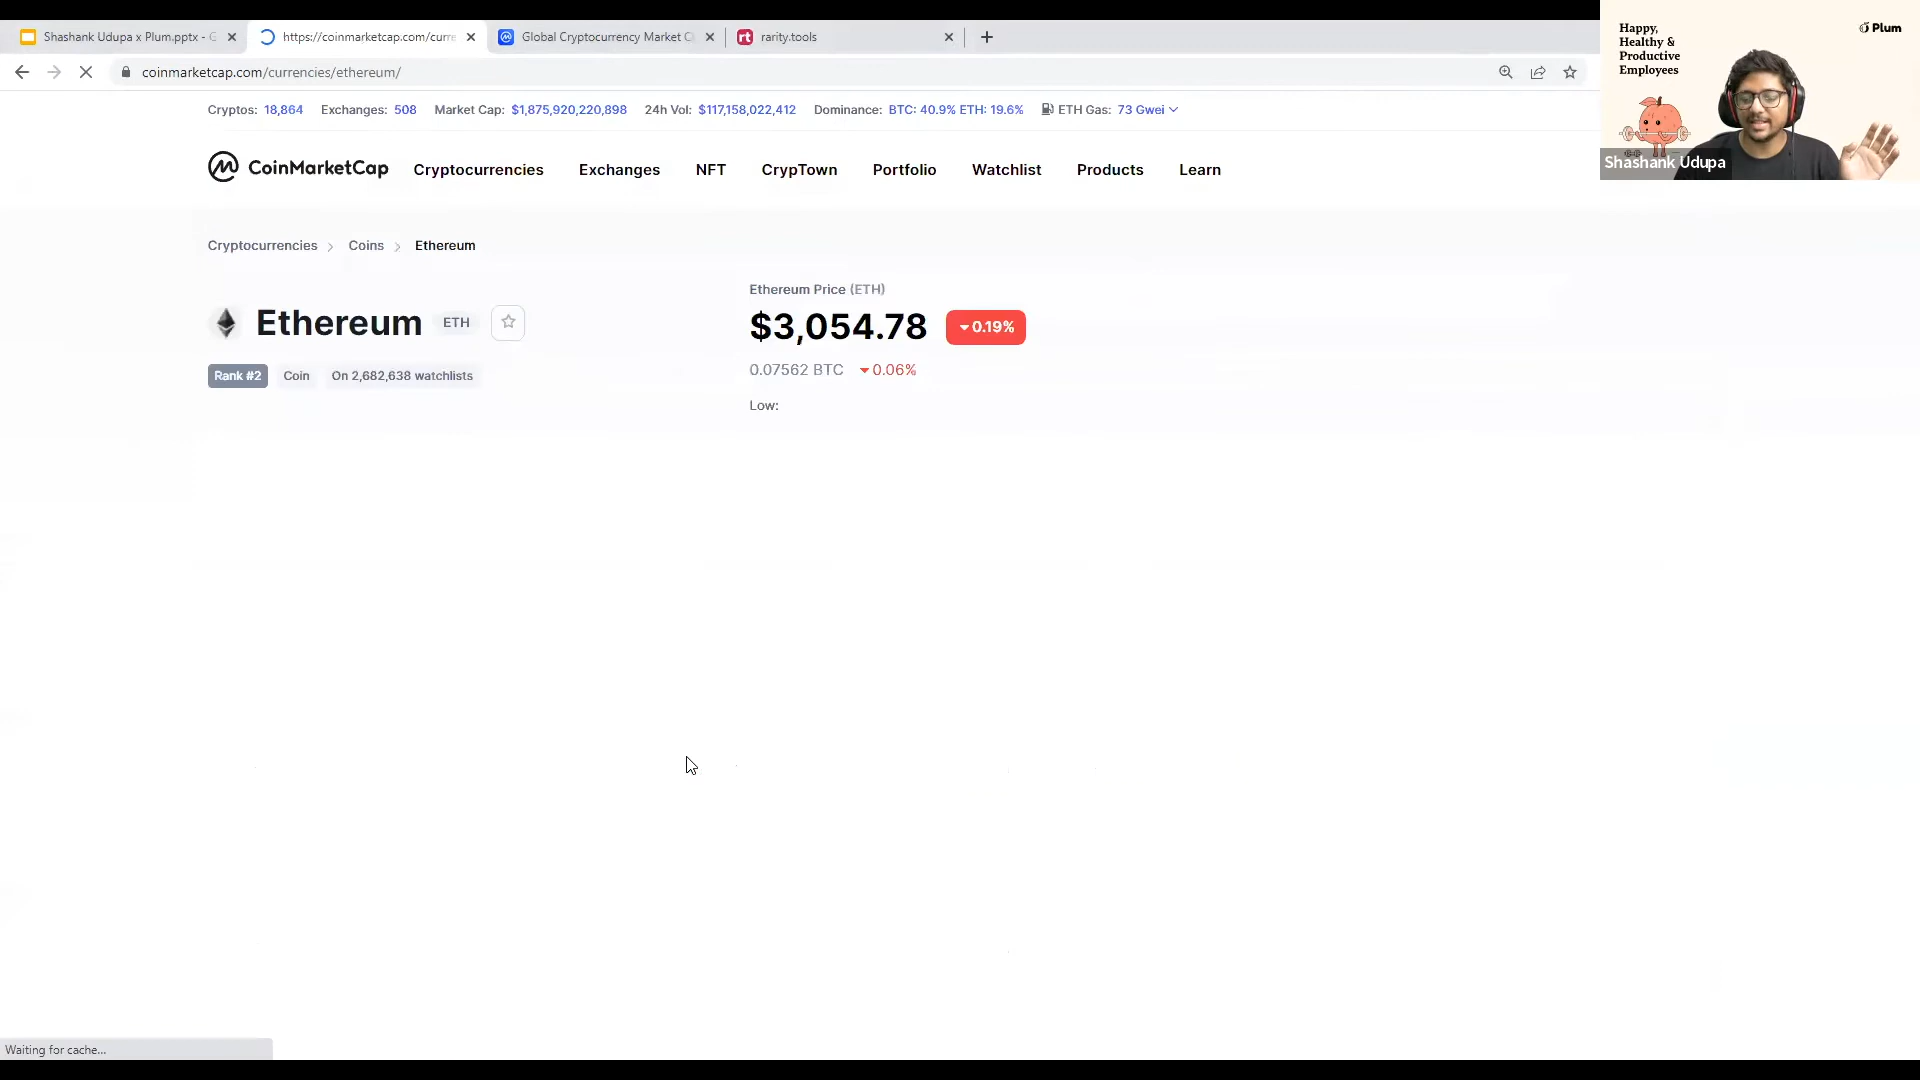 Shashank Udupa x Plum.pptx - G
https://coinmarketcap.com/curre
Global Cryptocurrency Market C
rt rarity.tools
coinmarketcap.com/currencies/ethereum/
Cryptos: 18,864 Exchanges: 508 Market Cap: $1,875,920,220,898 24h Vol: $117,158,022,412 Dominance: BTC: 40.9% ETH: 19.6% ETH Gas: 73 Gwei
CoinMarketCap Cryptocurrencies Exchanges NFT CrypTown Portfolio Watchlist Products Learn
Cryptocurrencies Coins Ethereum
Ethereum ETH
Rank #2 Coin On 2,682,638 watchlists
Ethereum Price (ETH)
$3,054.78 0.19%
0.07562 BTC 0.06%
Low:
Happy,
Healthy &
Productive
Employees
Plum
Shashank Udupa
Waiting for cache...